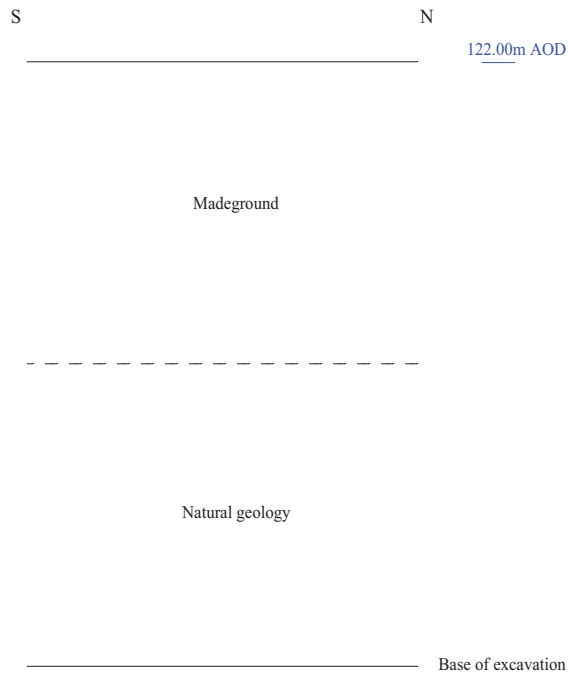 S
N
122.00m AOD
Madeground
Natural geology
Base of excavation